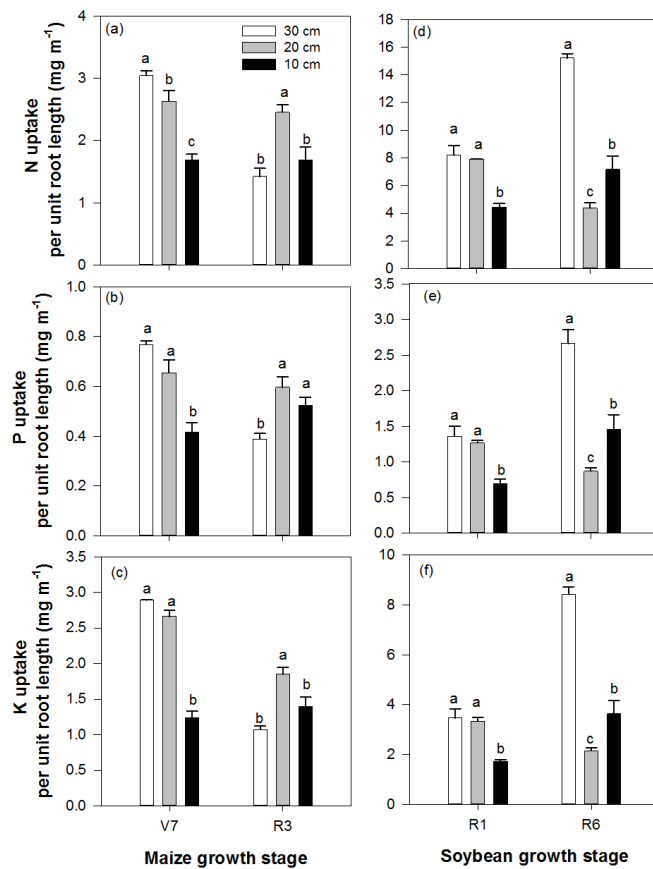 (a)
30 cm
20 cm
10 cm
a
b
c
b
a
b
4
3
2
1
0
N uptake
per unit root length (mg m⁻¹)
(d)
a
a
b
a
c
b
18
16
14
12
10
8
6
4
2
0
(b)
a
a
b
b
a
a
1.0
0.8
0.6
0.4
0.2
0.0
P uptake
per unit root length (mg m⁻¹)
(e)
a
a
b
a
c
b
3.5
3.0
2.5
2.0
1.5
1.0
0.5
0.0
(c)
a
a
b
b
a
b
3.5
3.0
2.5
2.0
1.5
1.0
0.5
0.0
K uptake
per unit root length (mg m⁻¹)
V7
R3
Maize growth stage
(f)
a
a
b
a
c
b
10
8
6
4
2
0
R1
R6
Soybean growth stage